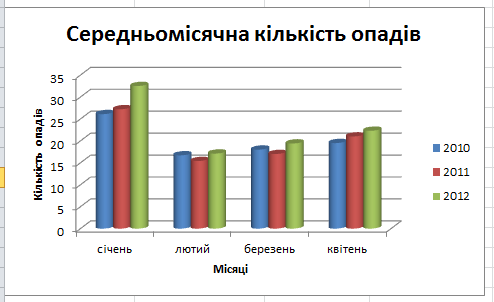 Середньомісячна кількість опадів
Кількість опадів
35
30
25
20
15
10
5
0
січень лютий березень квітень
Місяці
2010
2011
2012